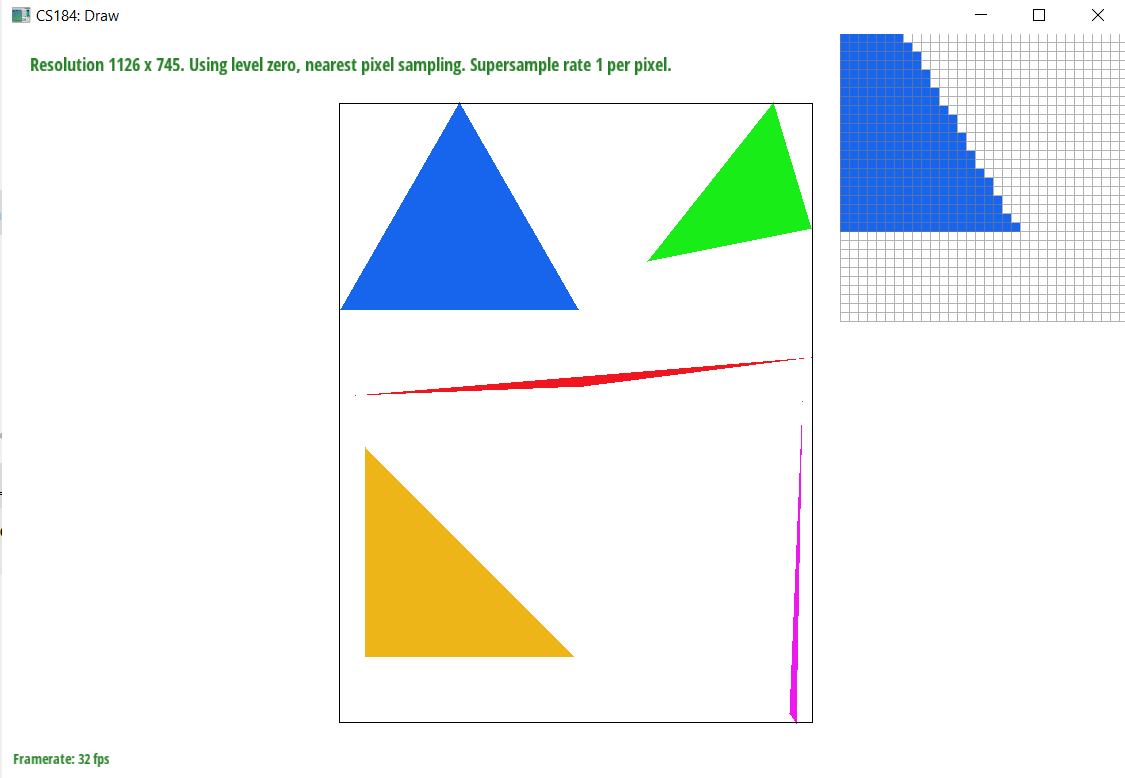 CS184: Draw
Resolution 1126 x 745. Using level zero, nearest pixel sampling. Supersample rate 1 per pixel.
Framerate: 32 fps